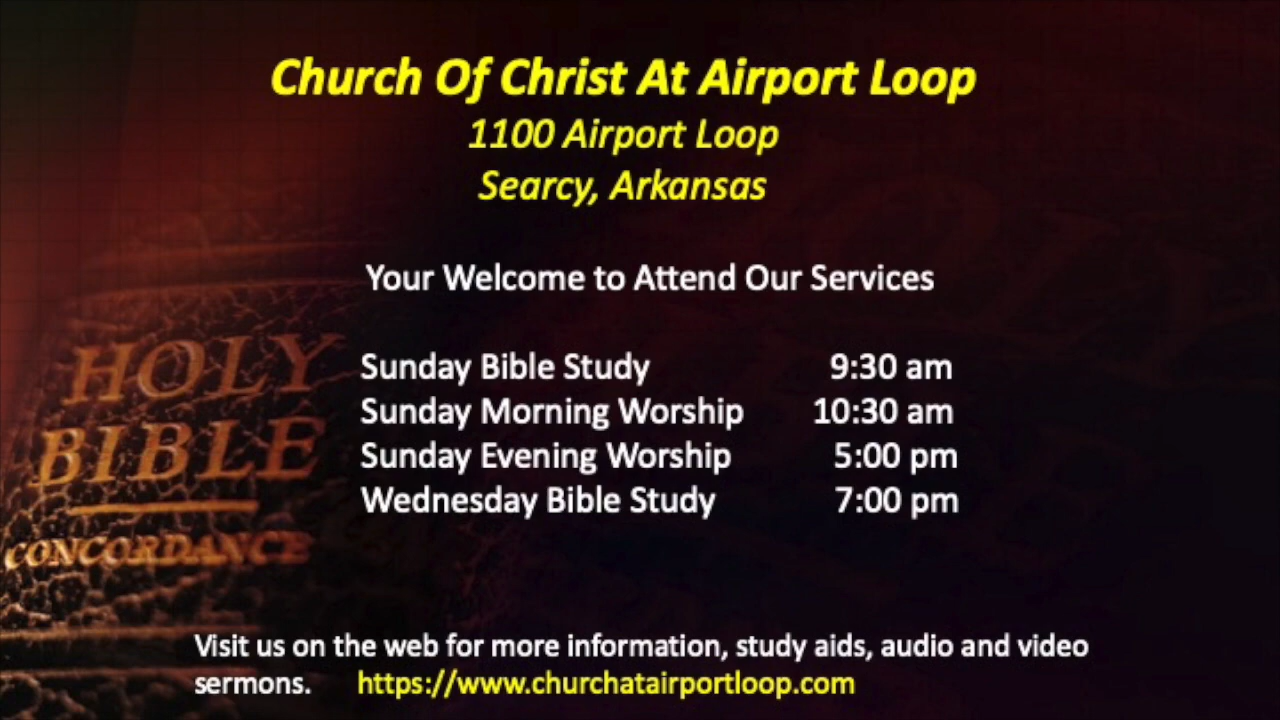 Church Of Christ At Airport Loop
1100 Airport Loop
Searcy, Arkansas
Your Welcome to Attend Our Services
HOLY
BIBLE
CONCORDANCE
Sunday Bible Study 9:30 am
Sunday Morning Worship 10:30 am
Sunday Evening Worship 5:00 pm
Wednesday Bible Study 7:00 pm
Visit us on the web for more information, study aids, audio and video
sermons. https://www.churchatairportloop.com